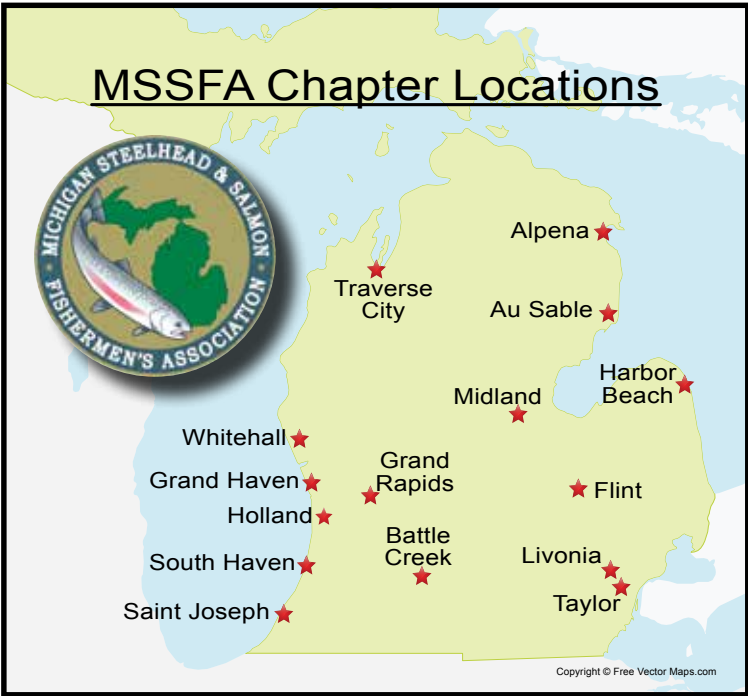 MSSFA Chapter Locations
MICHIGAN STEELHEAD & SALMON
FISHERMEN'S ASSOCIATION
Alpena
Traverse
City
Au Sable
Harbor
Beach
Midland
Whitehall
Grand
Rapids
Grand Haven
Flint
Holland
Battle
Creek
South Haven
Livonia
Taylor
Saint Joseph
Copyright © Free Vector Maps.com